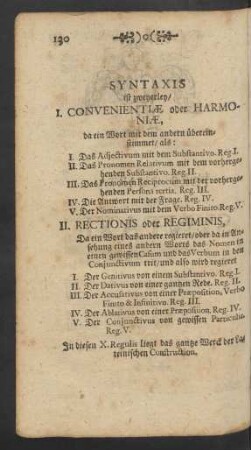 130
SYNTAXIS
ist zweyerley/
I. CONVENIENTIÆ oder HARMO-
NIÆ,
da ein Wort mit dem andern überein-
stimmet/ als:
I. Das Adjectivum mit dem Substantivo. Reg. I.
II. Das Pronomen Relativum mit dem vorherge-
henden Substantivo. Reg. II.
III. Das Pronomen Reciprocum mit der vorherge-
henden Persona tertia. Reg. III.
IV. Die Antwort mit der Frage. Reg. IV.
V. Der Nominativus mit dem Verbo Finito. Reg. V.
II. RECTIONIS oder REGIMINIS,
Da ein Wort das ander regieret/ oder da in An-
sehung eines andern Worts das Nomen in
einen gewissen Casum und das Verbum in den
Conjunctivum tritt/ und also wird regieret
I. Der Genitivus von einem Substantivo. Reg. I.
II. Der Dativus von einer gantzen Rede. Reg. II.
III. Der Accusativus von einer Præposition, Verbo
Finito & Infinitivo. Reg. III.
IV. Der Ablativus von einer Præposition. Reg. IV.
V. Der Conjunctivus von gewissen Particulis.
Reg. V.
In diesen X. Regulis liegt das gantze Werck der La-
teinischen Construction.